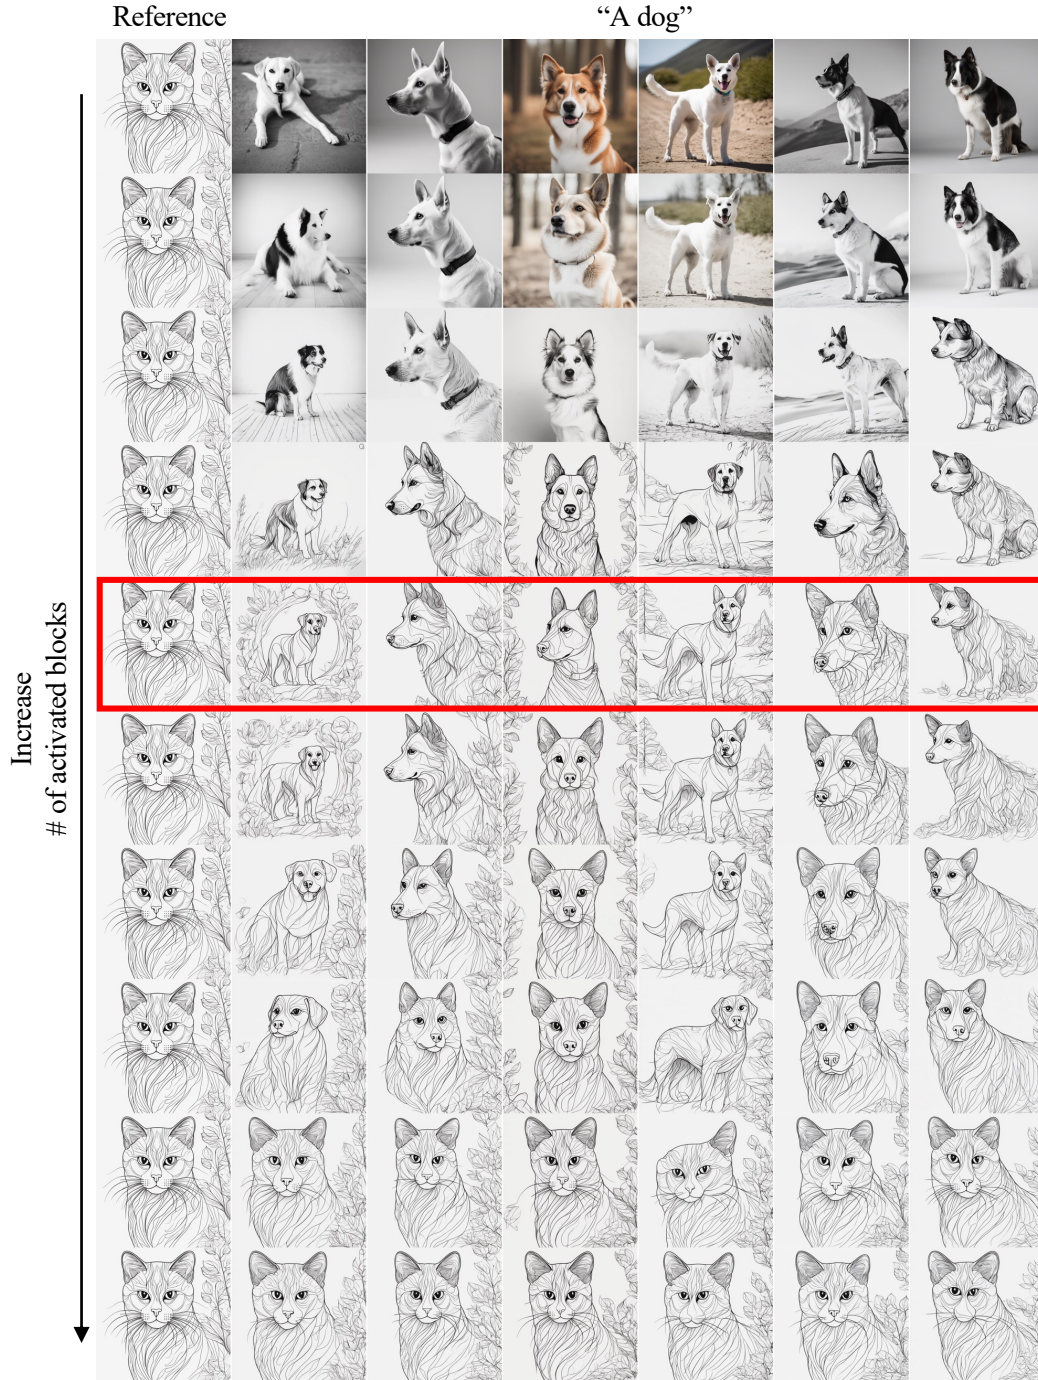 Reference
“A dog”
Increase
# of activated blocks